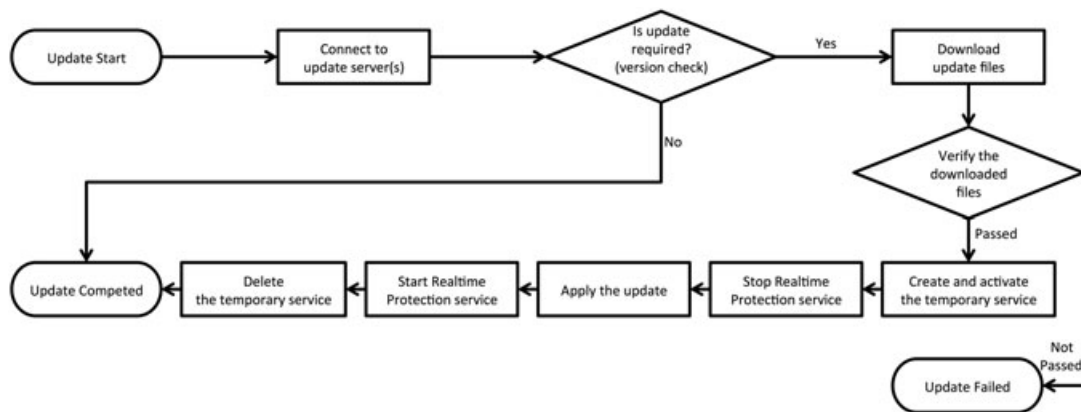 Update Start
Connect to
update server(s)
Is update
required?
(version check)
Yes
Download
update files
No
Verify the
downloaded
files
Passed
Update Competed
Delete
the temporary service
Start Realtime
Protection service
Apply the update
Stop Realtime
Protection service
Create and activate
the temporary service
Not
Passed
Update Failed